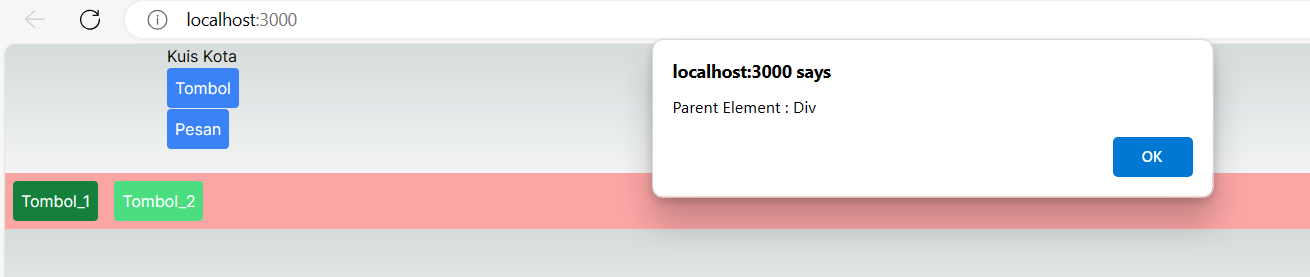 localhost:3000
Kuis Kota
Tombol
Pesan
localhost:3000 says
Parent Element : Div
OK
Tombol_1
Tombol_2